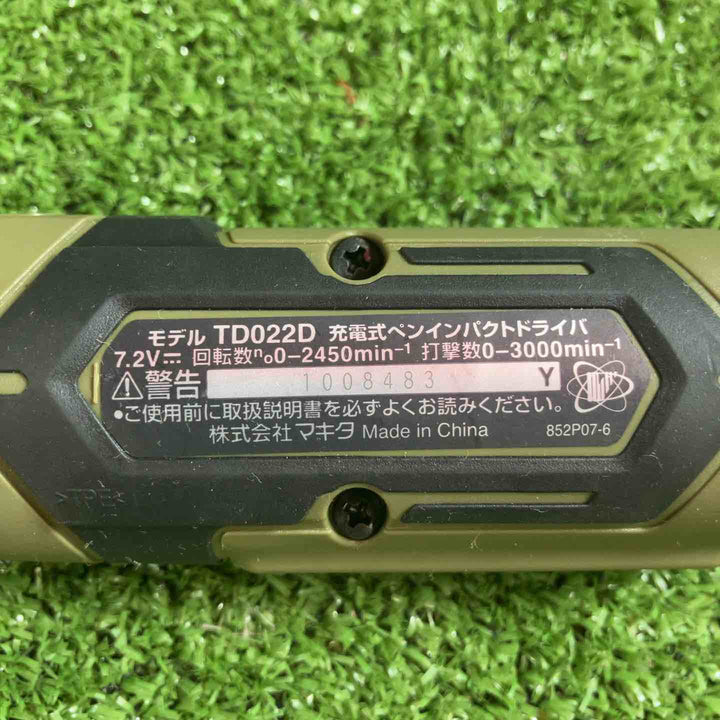 モデル TD022D 充電式ペンインパクトドライバ
7.2V⎓ 回転数n₀0-2450min⁻¹ 打撃数0-3000min⁻¹
⚠警告 1008483 Y
●ご使用前に取扱説明書を必ずよくお読みください。
株式会社 マキタ Made in China 852P07-6